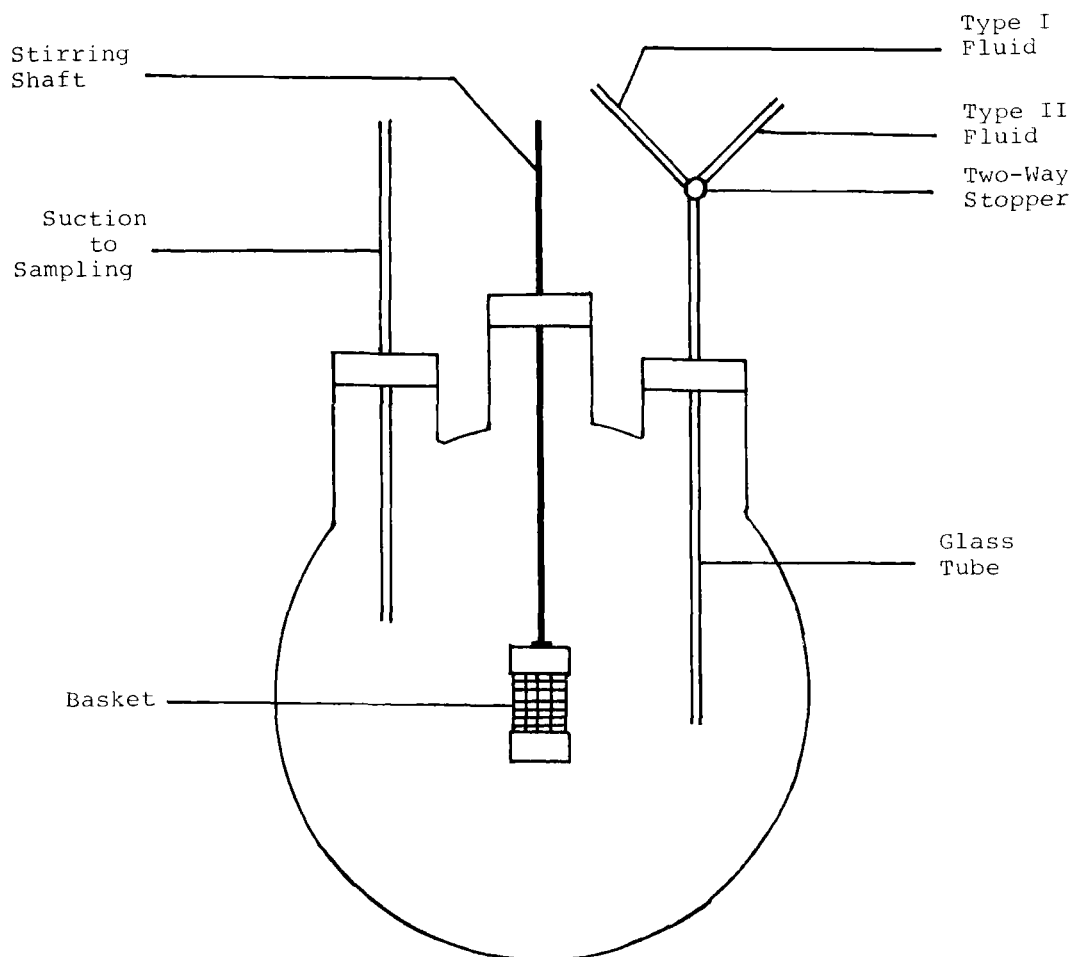 Type I
Fluid
Stirring
Shaft
Type II
Fluid
Two-Way
Stopper
Suction
to
Sampling
Glass
Tube
Basket